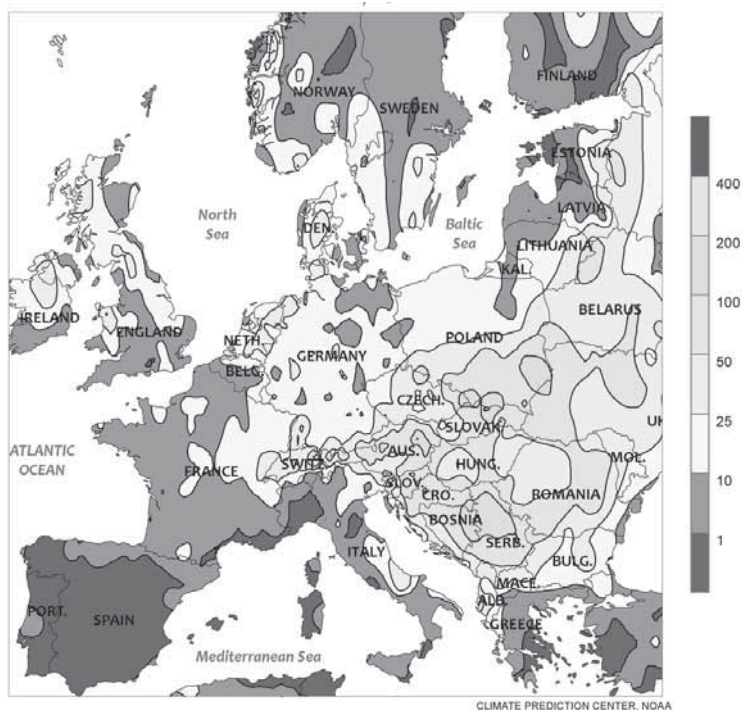 FINLAND
NORWAY
SWEDEN
ESTONIA
LATVIA
North
Sea
Baltic
Sea
DEN.
LITHUANIA
KAL.
IRELAND
ENGLAND
NETH.
BELG.
GERMANY
POLAND
BELARUS
CZECH.
SLOVAK.
UK
ATLANTIC
OCEAN
FRANCE
SWITZ.
AUS.
HUNG.
MOL.
SLOV.
CRO.
ROMANIA
BOSNIA
SERB.
ITALY
BULG.
MACE.
ALB.
GREECE
PORT.
SPAIN
Mediterranean Sea
400
200
100
50
25
10
1
CLIMATE PREDICTION CENTER, NOAA